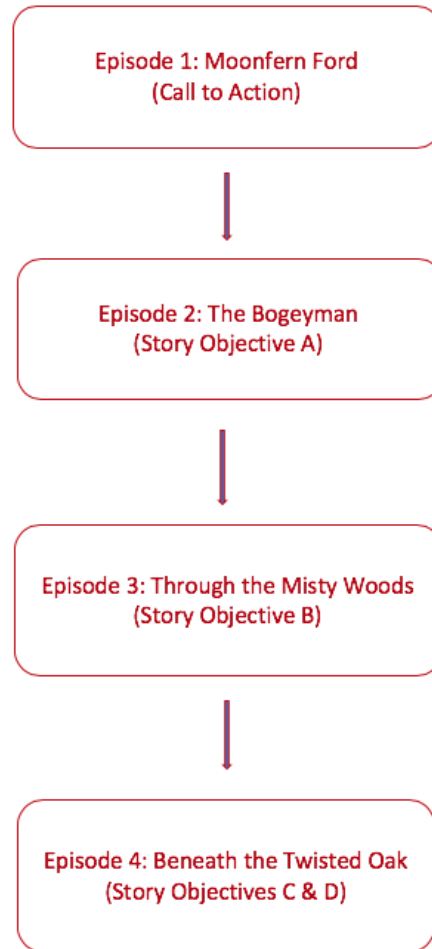 Episode 1: Moonfern Ford
(Call to Action)
Episode 2: The Bogeyman
(Story Objective A)
Episode 3: Through the Misty Woods
(Story Objective B)
Episode 4: Beneath the Twisted Oak
(Story Objectives C & D)